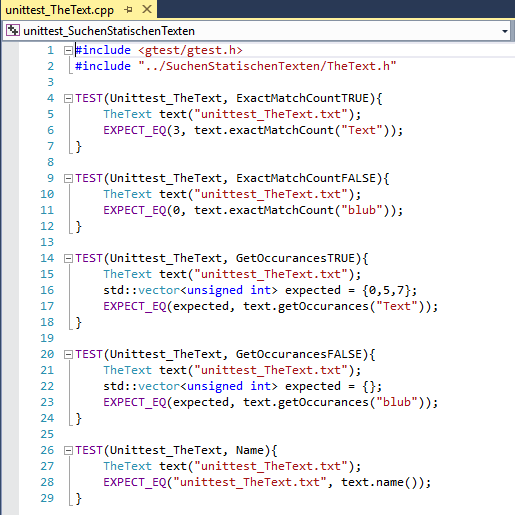 unittest_TheText.cpp
unittest_SuchenStatischenTexten
1 #include <gtest/gtest.h>
2 #include "../SuchenStatischenTexten/TheText.h"
3
4 TEST(Unittest_TheText, ExactMatchCountTRUE){
5 TheText text("unittest_TheText.txt");
6 EXPECT_EQ(3, text.exactMatchCount("Text"));
7 }
8
9 TEST(Unittest_TheText, ExactMatchCountFALSE){
10 TheText text("unittest_TheText.txt");
11 EXPECT_EQ(0, text.exactMatchCount("blub"));
12 }
13
14 TEST(Unittest_TheText, GetOccurancesTRUE){
15 TheText text("unittest_TheText.txt");
16 std::vector<unsigned int> expected = {0,5,7};
17 EXPECT_EQ(expected, text.getOccurances("Text"));
18 }
19
20 TEST(Unittest_TheText, GetOccurancesFALSE){
21 TheText text("unittest_TheText.txt");
22 std::vector<unsigned int> expected = {};
23 EXPECT_EQ(expected, text.getOccurances("blub"));
24 }
25
26 TEST(Unittest_TheText, Name){
27 TheText text("unittest_TheText.txt");
28 EXPECT_EQ("unittest_TheText.txt", text.name());
29 }